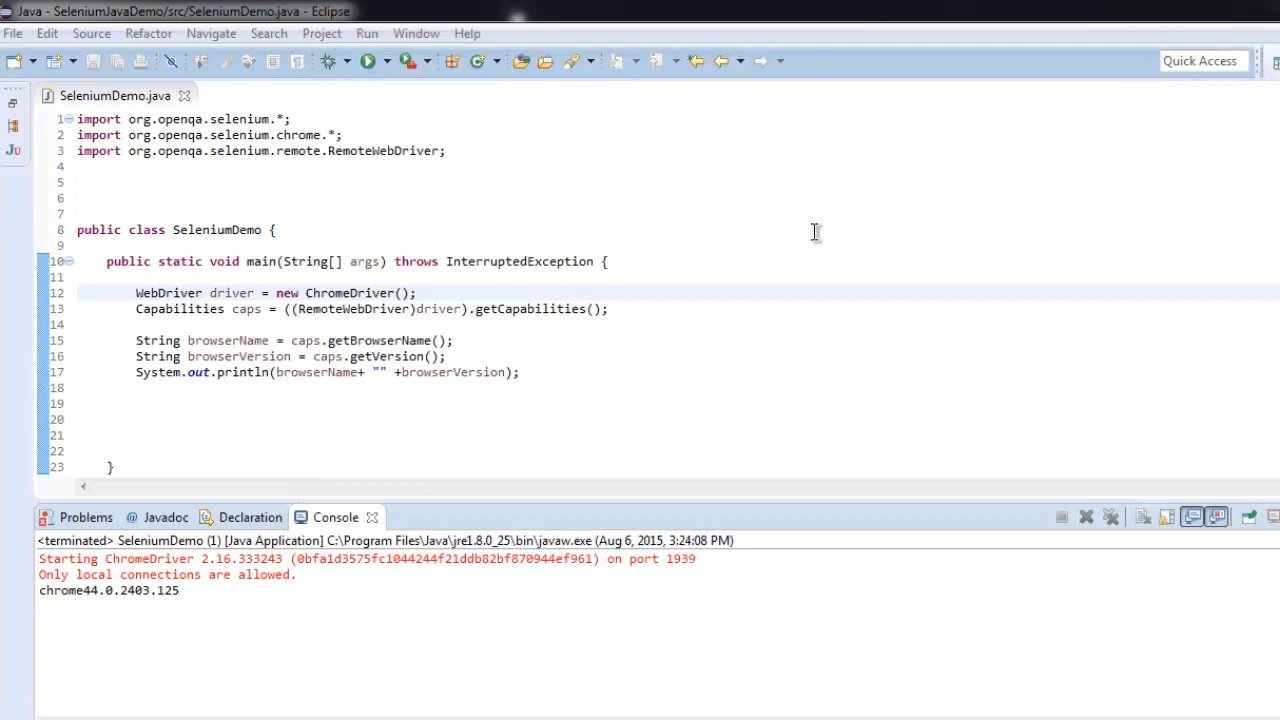 Java - SeleniumJavaDemo/src/SeleniumDemo.java - Eclipse
File Edit Source Refactor Navigate Search Project Run Window Help
Quick Access
SeleniumDemo.java
1 import org.openqa.selenium.*;
2 import org.openqa.selenium.chrome.*;
3 import org.openqa.selenium.remote.RemoteWebDriver;
4
5
6
7
8 public class SeleniumDemo {
9
10 public static void main(String[] args) throws InterruptedException {
11
12 WebDriver driver = new ChromeDriver();
13 Capabilities caps = ((RemoteWebDriver)driver).getCapabilities();
14
15 String browserName = caps.getBrowserName();
16 String browserVersion = caps.getVersion();
17 System.out.println(browserName+ "" +browserVersion);
18
19
20
21
22
23 }
Problems @ Javadoc Declaration Console
<terminated> SeleniumDemo (1) [Java Application] C:\Program Files\Java\jre1.8.0_25\bin\javaw.exe (Aug 6, 2015, 3:24:08 PM)
Starting ChromeDriver 2.16.333243 (0bfa1d3575fc1044244f21ddb82bf870944ef961) on port 1939
Only local connections are allowed.
chrome44.0.2403.125